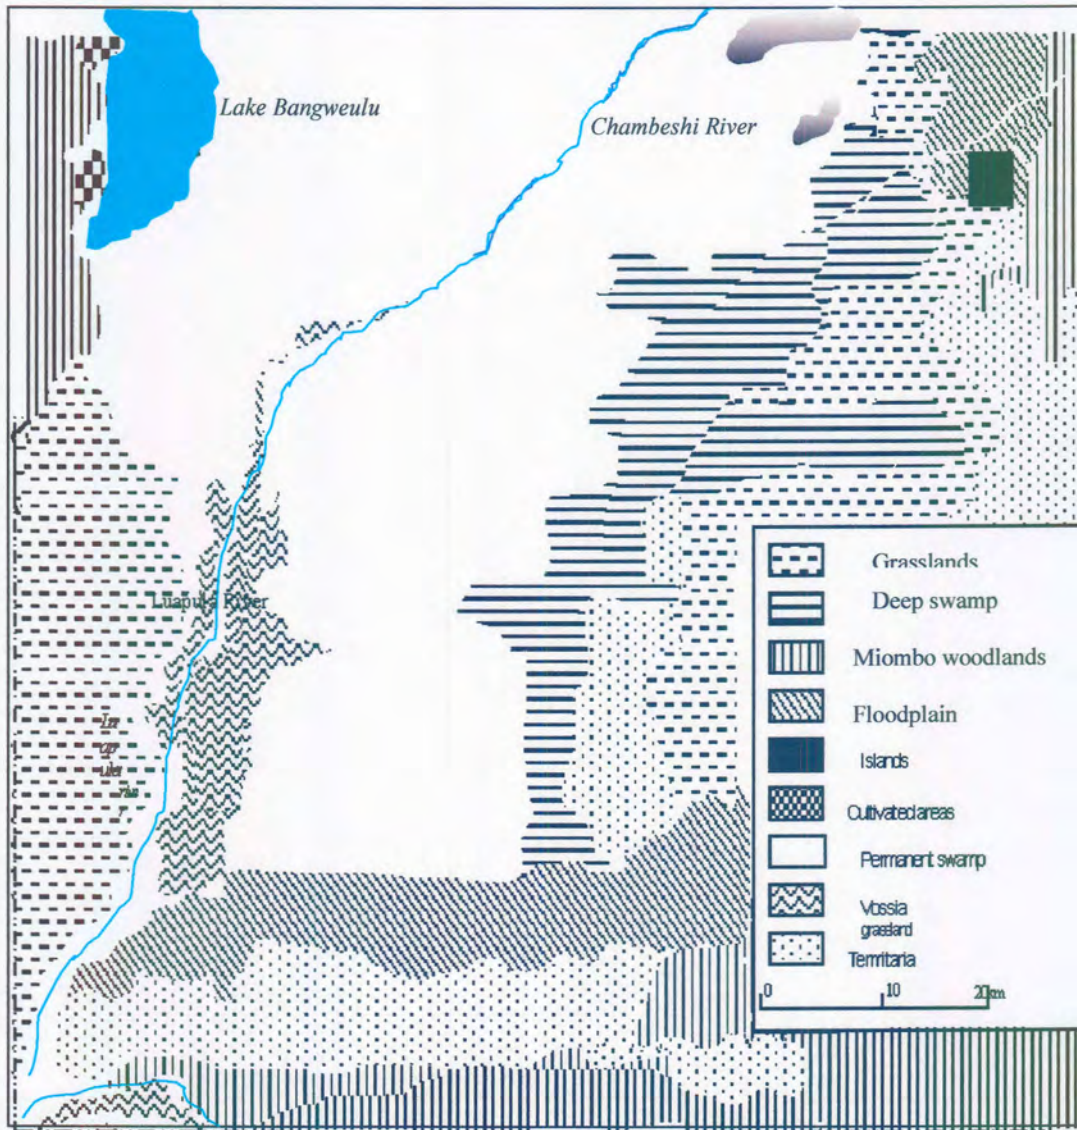 Lake Bangweulu
Chambeshi River
Luapula River
Grasslands
Deep swamp
Miombo woodlands
Floodplain
Islands
Cultivated areas
Permanent swamp
Vossia
grassland
Termitaria
0 10 20km